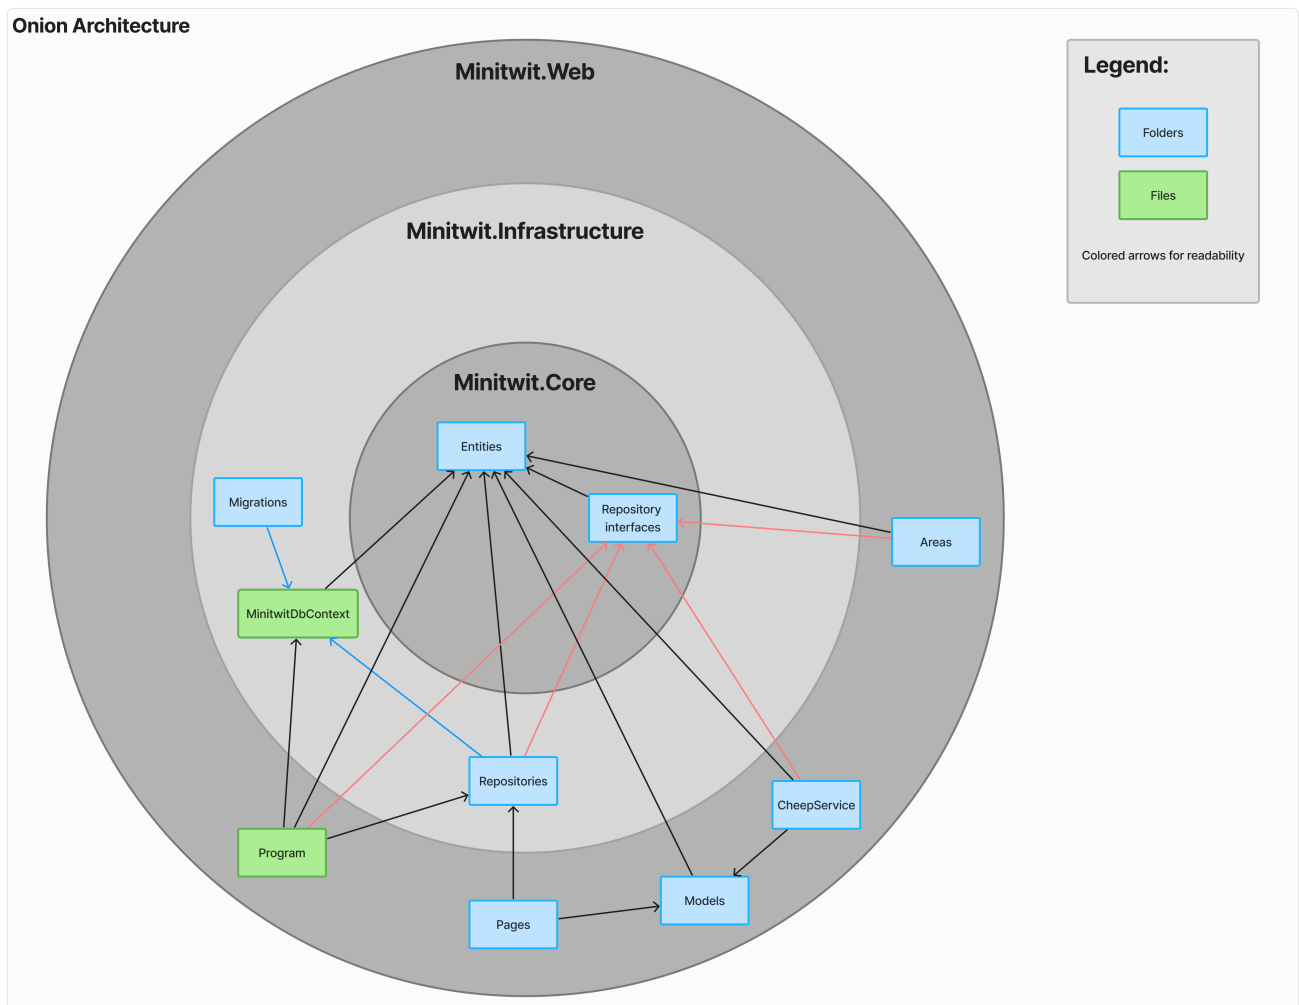 Onion Architecture
Minitwit.Web
Legend:
Folders
Files
Colored arrows for readability
Minitwit.Infrastructure
Minitwit.Core
Entities
Migrations
Repository
interfaces
Areas
MinitwitDbContext
Repositories
CheepService
Program
Models
Pages